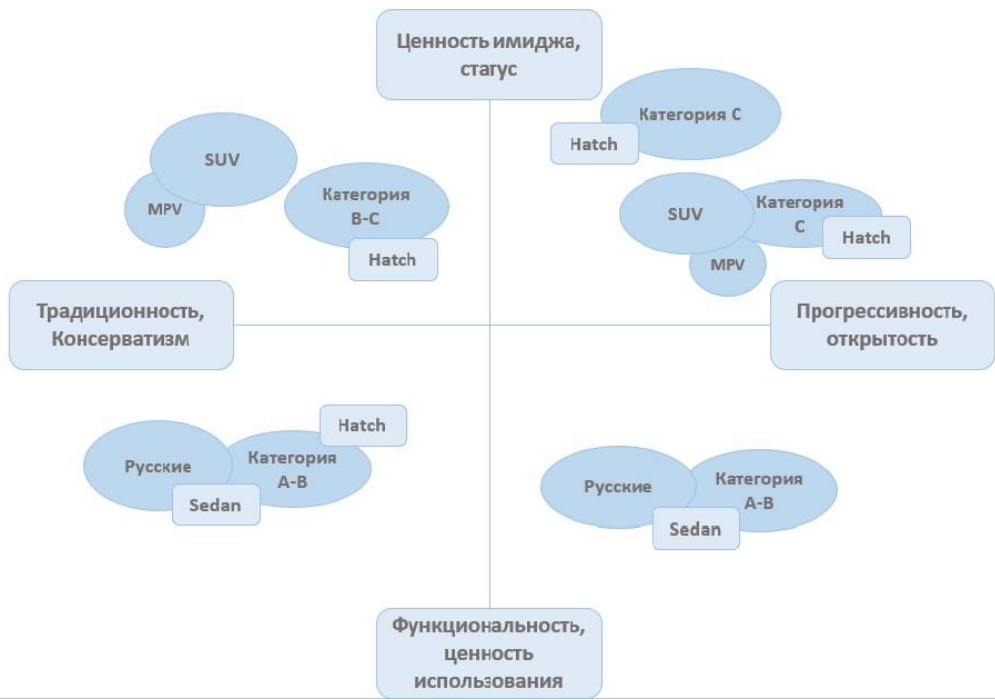 Ценность имиджа,
статус
Категория С
Hatch
SUV
MPV
Категория
В-С
Hatch
SUV
Категория
С
Hatch
MPV
Традиционность,
Консерватизм
Прогрессивность,
открытость
Hatch
Русские
Категория
А-В
Sedan
Русские
Категория
А-В
Sedan
Функциональность,
ценность
использования